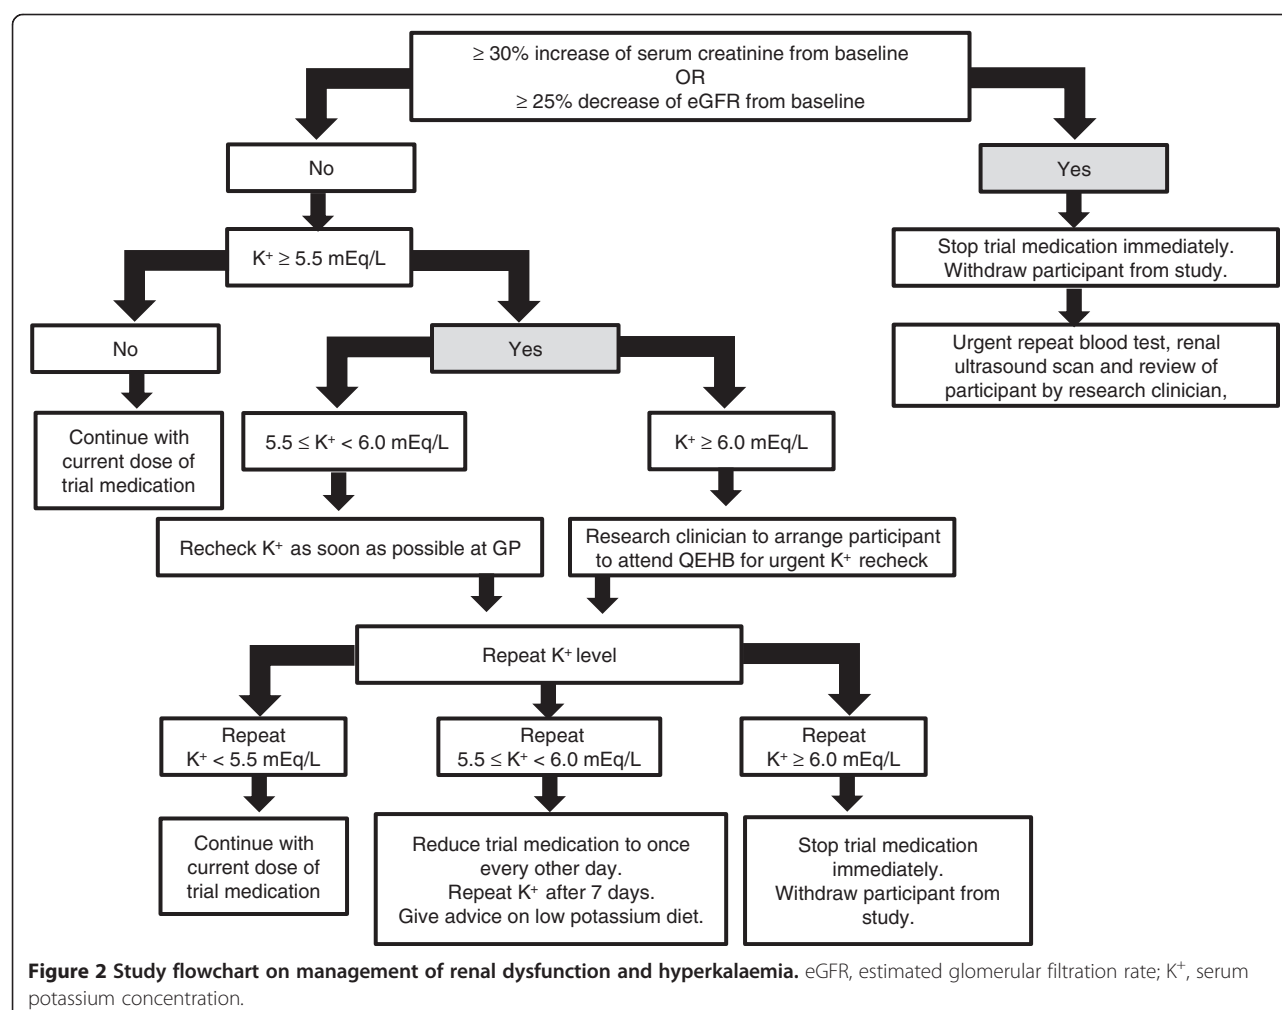 ≥ 30% increase of serum creatinine from baseline
OR
≥ 25% decrease of eGFR from baseline
No
Yes
K⁺ ≥ 5.5 mEq/L
Stop trial medication immediately.
Withdraw participant from study.
No
Yes
Urgent repeat blood test, renal
ultrasound scan and review of
participant by research clinician,
Continue with
current dose of
trial medication
5.5 ≤ K⁺ < 6.0 mEq/L
K⁺ ≥ 6.0 mEq/L
Recheck K⁺ as soon as possible at GP
Research clinician to arrange participant
to attend QEHB for urgent K⁺ recheck
Repeat K⁺ level
Repeat
K⁺ < 5.5 mEq/L
Repeat
5.5 ≤ K⁺ < 6.0 mEq/L
Repeat
K⁺ ≥ 6.0 mEq/L
Continue with
current dose of
trial medication
Reduce trial medication to once
every other day.
Repeat K⁺ after 7 days.
Give advice on low potassium diet.
Stop trial medication
immediately.
Withdraw participant from
study.
Figure 2 Study flowchart on management of renal dysfunction and hyperkalaemia. eGFR, estimated glomerular filtration rate; K⁺, serum
potassium concentration.